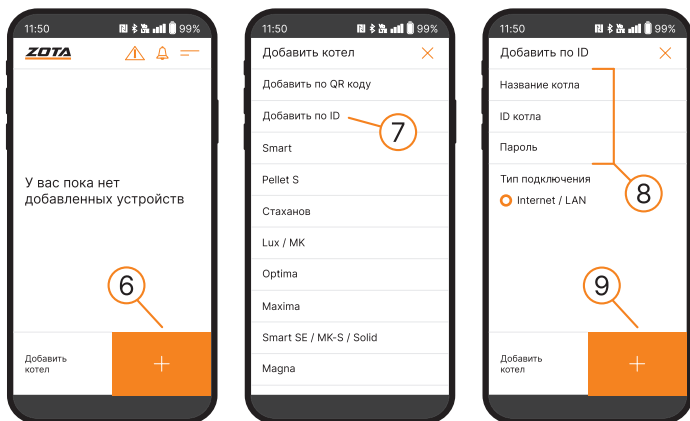 11:50
99%
ZOTA
У вас пока нет
добавленных устройств
6
Добавить
котел
+
11:50
99%
Добавить котел
Добавить по QR коду
Добавить по ID
7
Smart
Pellet S
Стаханов
Lux / MK
Optima
Maxima
Smart SE / MK-S / Solid
Magna
11:50
99%
Добавить по ID
Название котла
ID котла
Пароль
8
Тип подключения
Internet / LAN
9
Добавить
котел
+